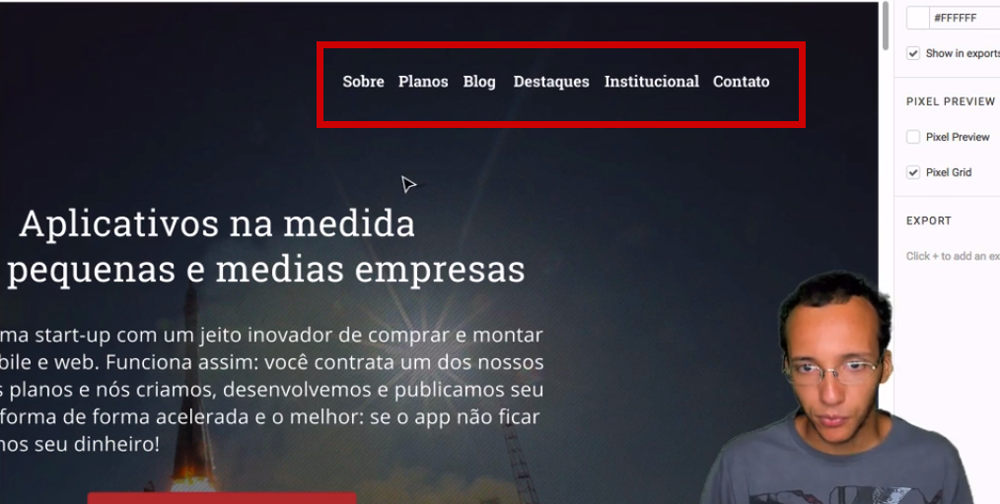 #FFFFFF
Show in exports
Sobre Planos Blog Destaques Institucional Contato
PIXEL PREVIEW
Pixel Preview
Pixel Grid
Aplicativos na medida
pequenas e medias empresas
EXPORT
Click + to add an ex
ma start-up com um jeito inovador de comprar e montar
bile e web. Funciona assim: você contrata um dos nossos
s planos e nós criamos, desenvolvemos e publicamos seu
forma de forma acelerada e o melhor: se o app não ficar
mos seu dinheiro!